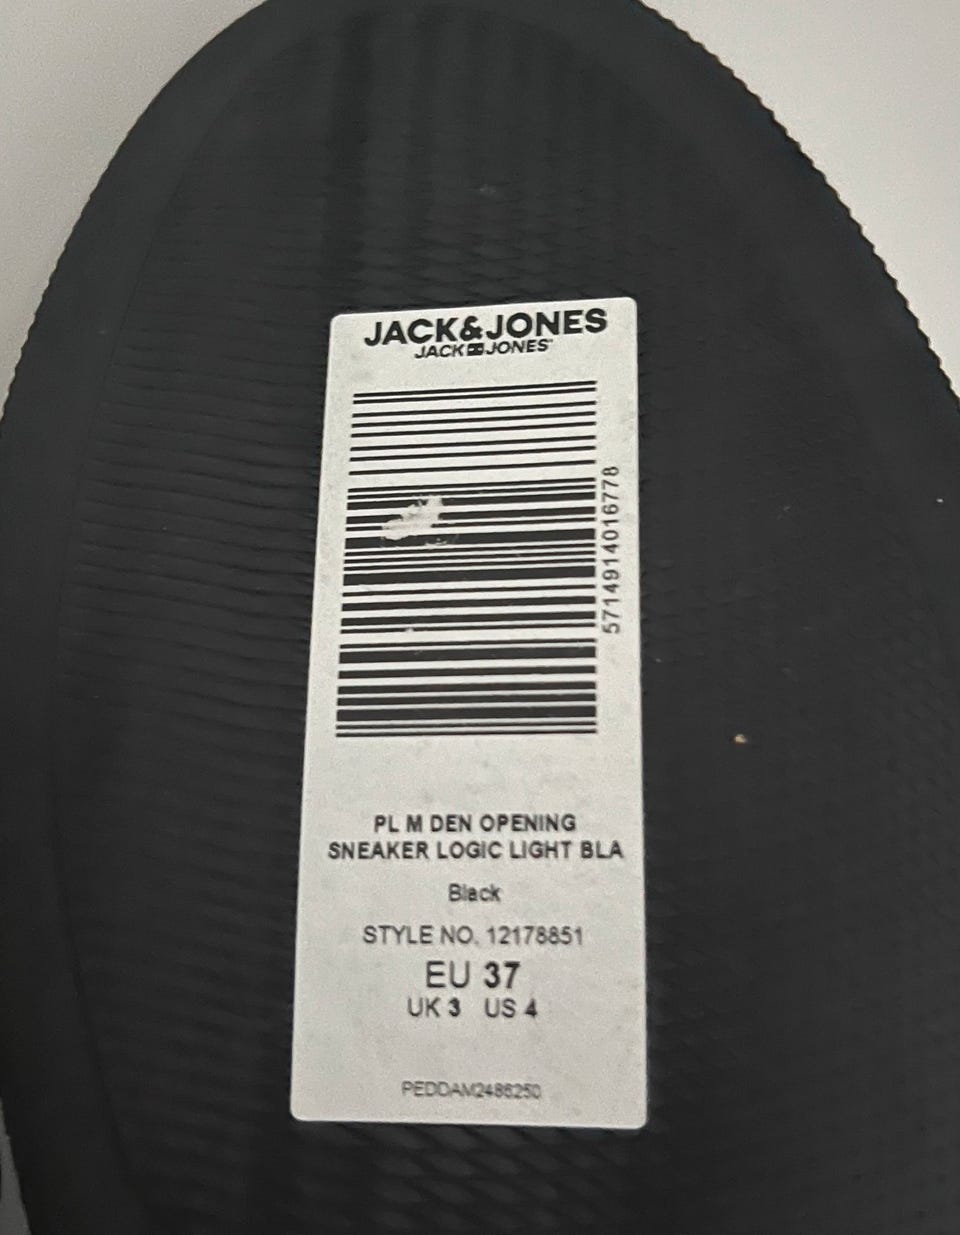 JACK&JONES
JACK JONES
5714914016778
PL M DEN OPENING
SNEAKER LOGIC LIGHT BLA
Black
STYLE NO. 12178851
EU 37
UK 3 US 4
PEDDAM2486250